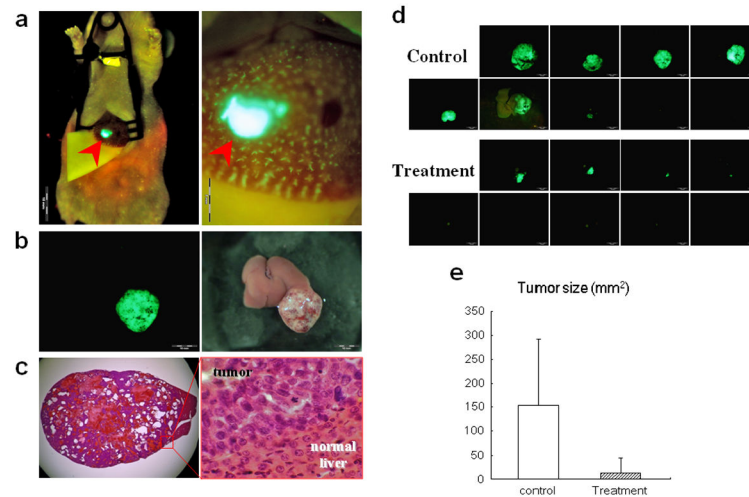 a
b
c
tumor
normal
liver
d
Control
Treatment
e
Tumor size (mm²)
350
300
250
200
150
100
50
0
control
Treatment